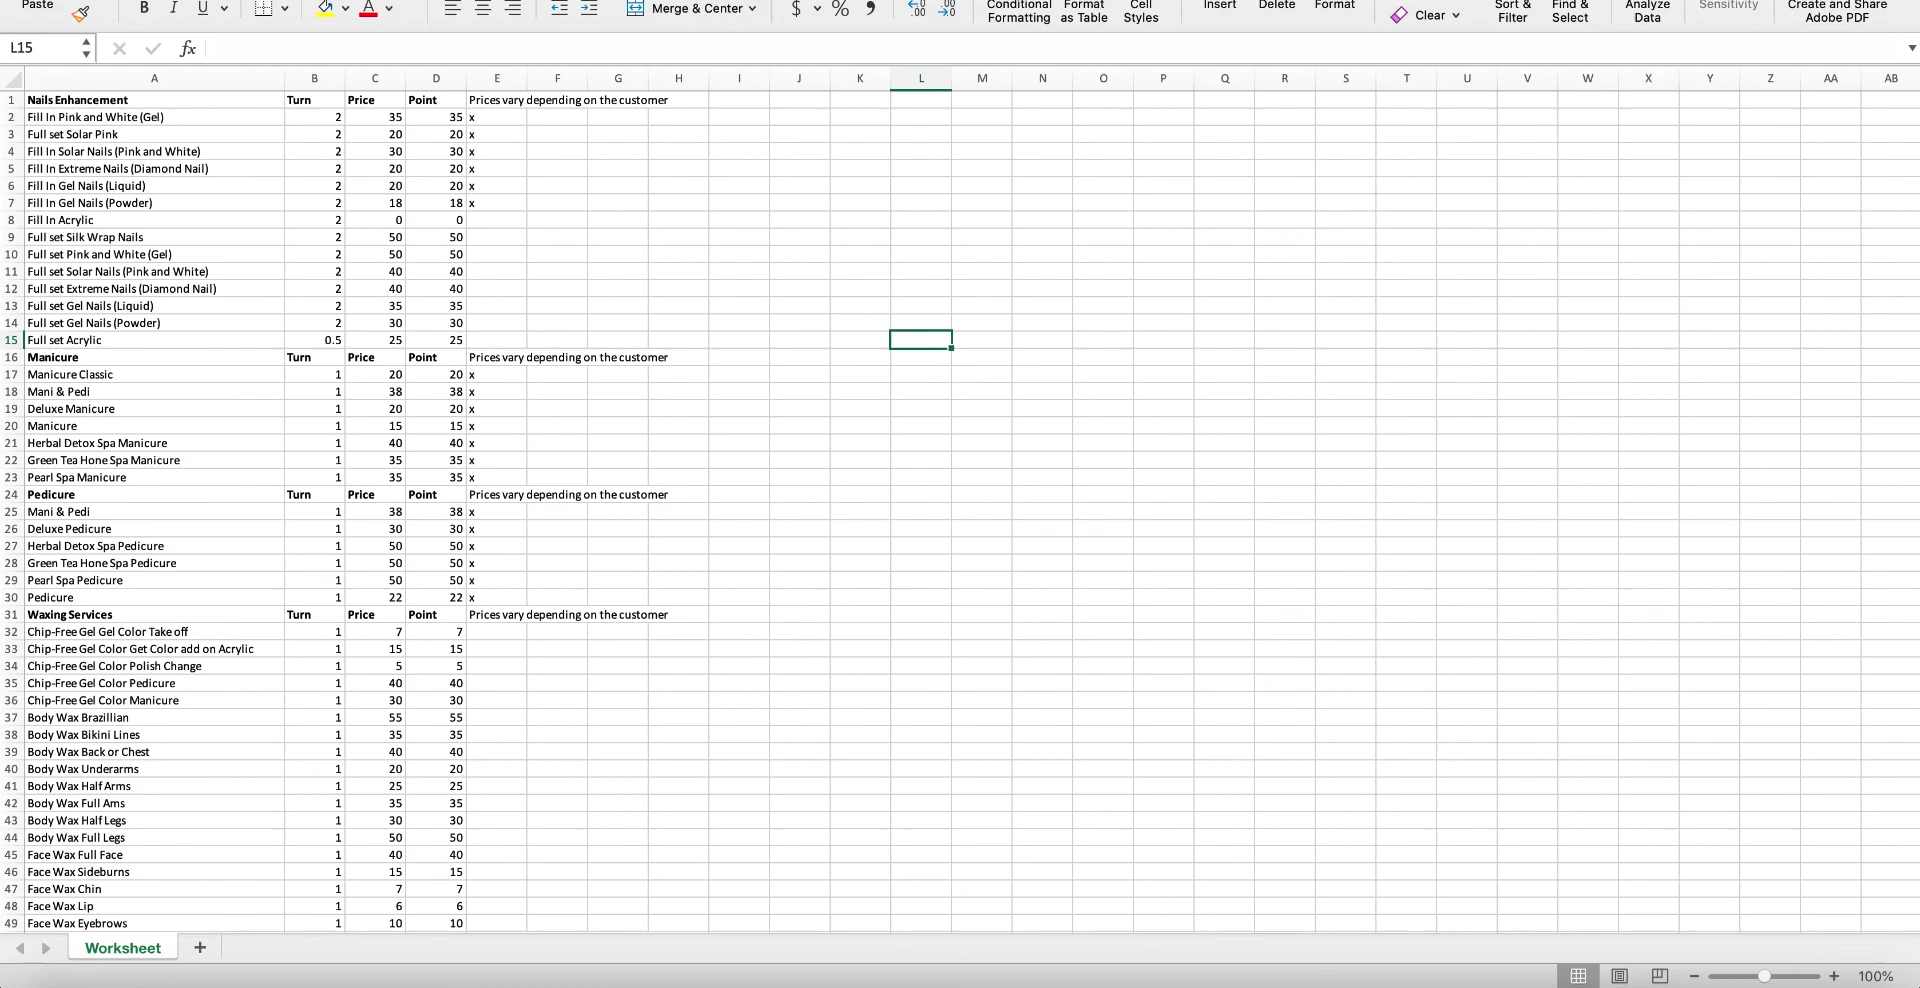 Paste B I U A Merge & Center $ % Conditional Formatting Format as Table Cell Styles Insert Delete Format Clear Sort & Filter Find & Select Analyze Data Sensitivity Create and Share Adobe PDF
L15 fx
A B C D E F G H I J K L M N O P Q R S T U V W X Y Z AA AB
1 Nails Enhancement Turn Price Point Prices vary depending on the customer
2 Fill In Pink and White (Gel) 2 35 35 x
3 Full set Solar Pink 2 20 20 x
4 Fill In Solar Nails (Pink and White) 2 30 30 x
5 Fill In Extreme Nails (Diamond Nail) 2 20 20 x
6 Fill In Gel Nails (Liquid) 2 20 20 x
7 Fill In Gel Nails (Powder) 2 18 18 x
8 Fill In Acrylic 2 0 0
9 Full set Silk Wrap Nails 2 50 50
10 Full set Pink and White (Gel) 2 50 50
11 Full set Solar Nails (Pink and White) 2 40 40
12 Full set Extreme Nails (Diamond Nail) 2 40 40
13 Full set Gel Nails (Liquid) 2 35 35
14 Full set Gel Nails (Powder) 2 30 30
15 Full set Acrylic 0.5 25 25
16 Manicure Turn Price Point Prices vary depending on the customer
17 Manicure Classic 1 20 20 x
18 Mani & Pedi 1 38 38 x
19 Deluxe Manicure 1 20 20 x
20 Manicure 1 15 15 x
21 Herbal Detox Spa Manicure 1 40 40 x
22 Green Tea Hone Spa Manicure 1 35 35 x
23 Pearl Spa Manicure 1 35 35 x
24 Pedicure Turn Price Point Prices vary depending on the customer
25 Mani & Pedi 1 38 38 x
26 Deluxe Pedicure 1 30 30 x
27 Herbal Detox Spa Pedicure 1 50 50 x
28 Green Tea Hone Spa Pedicure 1 50 50 x
29 Pearl Spa Pedicure 1 50 50 x
30 Pedicure 1 22 22 x
31 Waxing Services Turn Price Point Prices vary depending on the customer
32 Chip-Free Gel Gel Color Take off 1 7 7
33 Chip-Free Gel Color Get Color add on Acrylic 1 15 15
34 Chip-Free Gel Color Polish Change 1 5 5
35 Chip-Free Gel Color Pedicure 1 40 40
36 Chip-Free Gel Color Manicure 1 30 30
37 Body Wax Brazillian 1 55 55
38 Body Wax Bikini Lines 1 35 35
39 Body Wax Back or Chest 1 40 40
40 Body Wax Underarms 1 20 20
41 Body Wax Half Arms 1 25 25
42 Body Wax Full Ams 1 35 35
43 Body Wax Half Legs 1 30 30
44 Body Wax Full Legs 1 50 50
45 Face Wax Full Face 1 40 40
46 Face Wax Sideburns 1 15 15
47 Face Wax Chin 1 7 7
48 Face Wax Lip 1 6 6
49 Face Wax Eyebrows 1 10 10
Worksheet +
100%